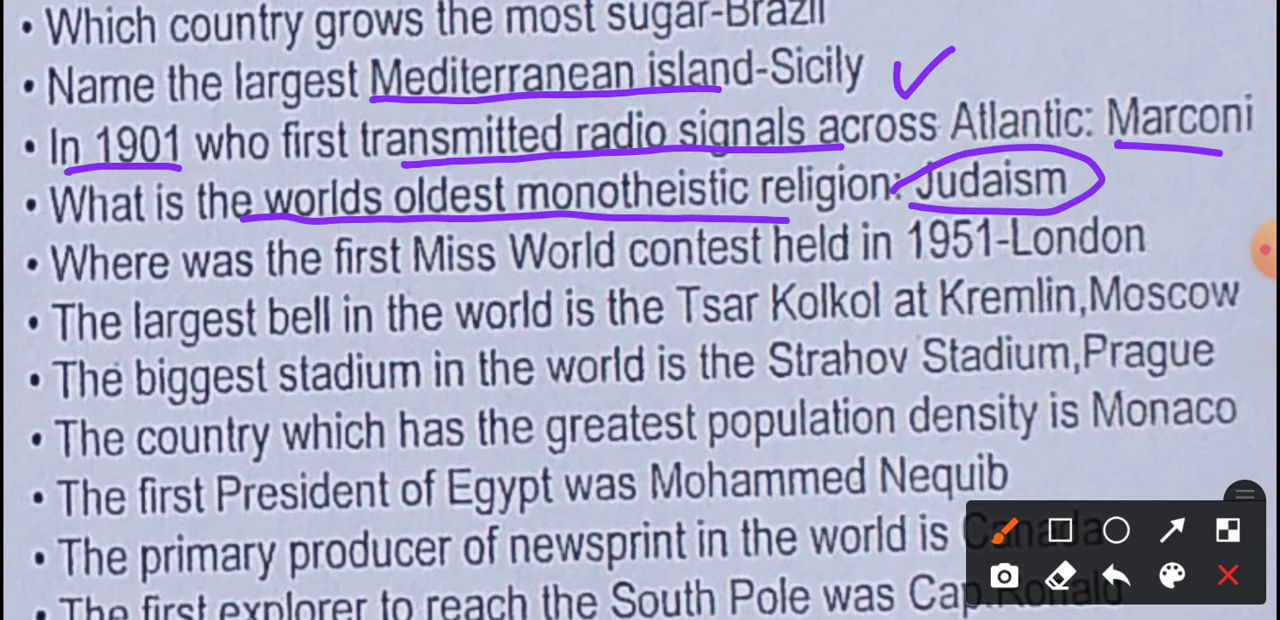 • Which country grows the most sugar-Brazil
• Name the largest Mediterranean island-Sicily
• In 1901 who first transmitted radio signals across Atlantic: Marconi
• What is the worlds oldest monotheistic religion: Judaism
• Where was the first Miss World contest held in 1951-London
• The largest bell in the world is the Tsar Kolkol at Kremlin,Moscow
• The biggest stadium in the world is the Strahov Stadium,Prague
• The country which has the greatest population density is Monaco
• The first President of Egypt was Mohammed Nequib
• The primary producer of newsprint in the world is Canada
• The first explorer to reach the South Pole was Cap.Ronald